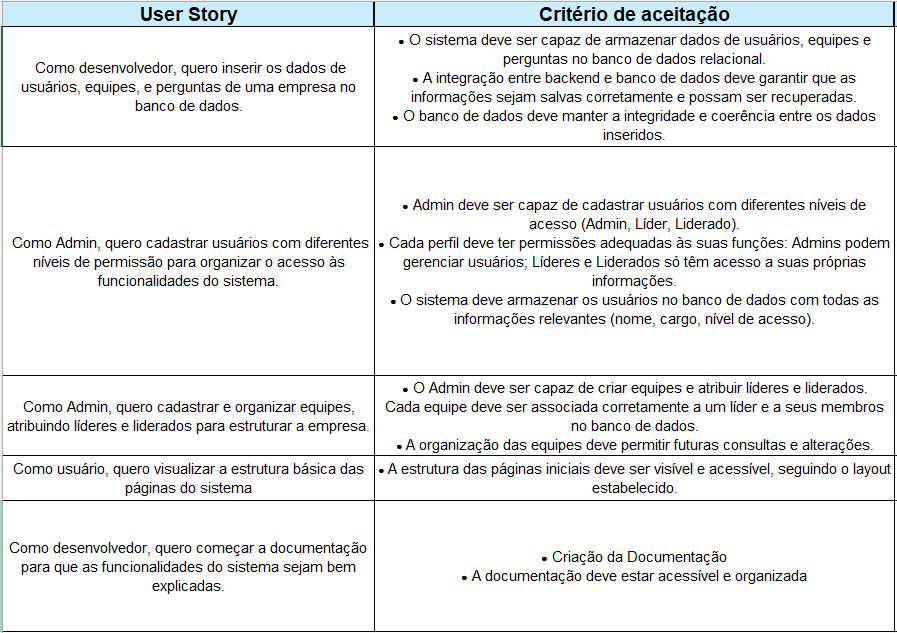 User Story
Critério de aceitação
Como desenvolvedor, quero inserir os dados de
usuários, equipes, e perguntas de uma empresa no
banco de dados.
• O sistema deve ser capaz de armazenar dados de usuários, equipes e
perguntas no banco de dados relacional.
• A integração entre backend e banco de dados deve garantir que as
informações sejam salvas corretamente e possam ser recuperadas.
• O banco de dados deve manter a integridade e coerência entre os dados
inseridos.
Como Admin, quero cadastrar usuários com diferentes
níveis de permissão para organizar o acesso às
funcionalidades do sistema.
• Admin deve ser capaz de cadastrar usuários com diferentes níveis de
acesso (Admin, Líder, Liderado).
• Cada perfil deve ter permissões adequadas às suas funções: Admins podem
gerenciar usuários; Líderes e Liderados só têm acesso a suas próprias
informações.
• O sistema deve armazenar os usuários no banco de dados com todas as
informações relevantes (nome, cargo, nível de acesso).
Como Admin, quero cadastrar e organizar equipes,
atribuindo líderes e liderados para estruturar a empresa.
• O Admin deve ser capaz de criar equipes e atribuir líderes e liderados.
Cada equipe deve ser associada corretamente a um líder e a seus membros
no banco de dados.
• A organização das equipes deve permitir futuras consultas e alterações.
Como usuário, quero visualizar a estrutura básica das
páginas do sistema
• A estrutura das páginas iniciais deve ser visível e acessível, seguindo o layout
estabelecido.
Como desenvolvedor, quero começar a documentação
para que as funcionalidades do sistema sejam bem
explicadas.
• Criação da Documentação
• A documentação deve estar acessível e organizada